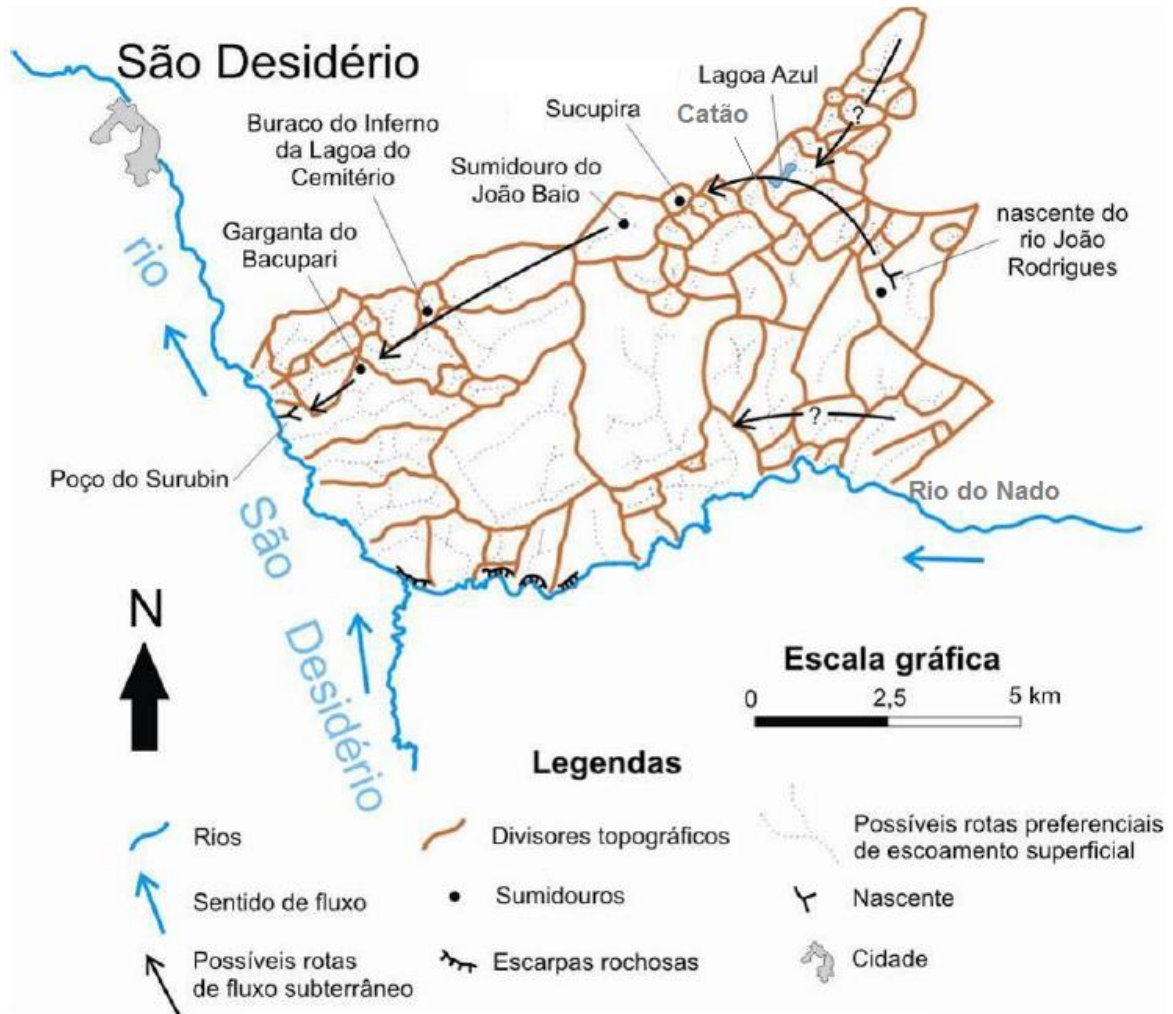 São Desidério
Lagoa Azul
Catão
Sucupira
Buraco do Inferno
da Lagoa do
Cemitério
Sumidouro do
João Baio
?
nascente do
rio João
Rodrigues
Garganta do
Bacupari
rio
São
Desidério
?
Poço do Surubin
Rio do Nado
N
Escala gráfica
0 2,5 5 km
Legendas
Rios
Divisores topográficos
Possíveis rotas preferenciais
de escoamento superficial
Sentido de fluxo
Sumidouros
Nascente
Possíveis rotas
de fluxo subterrâneo
Escarpas rochosas
Cidade